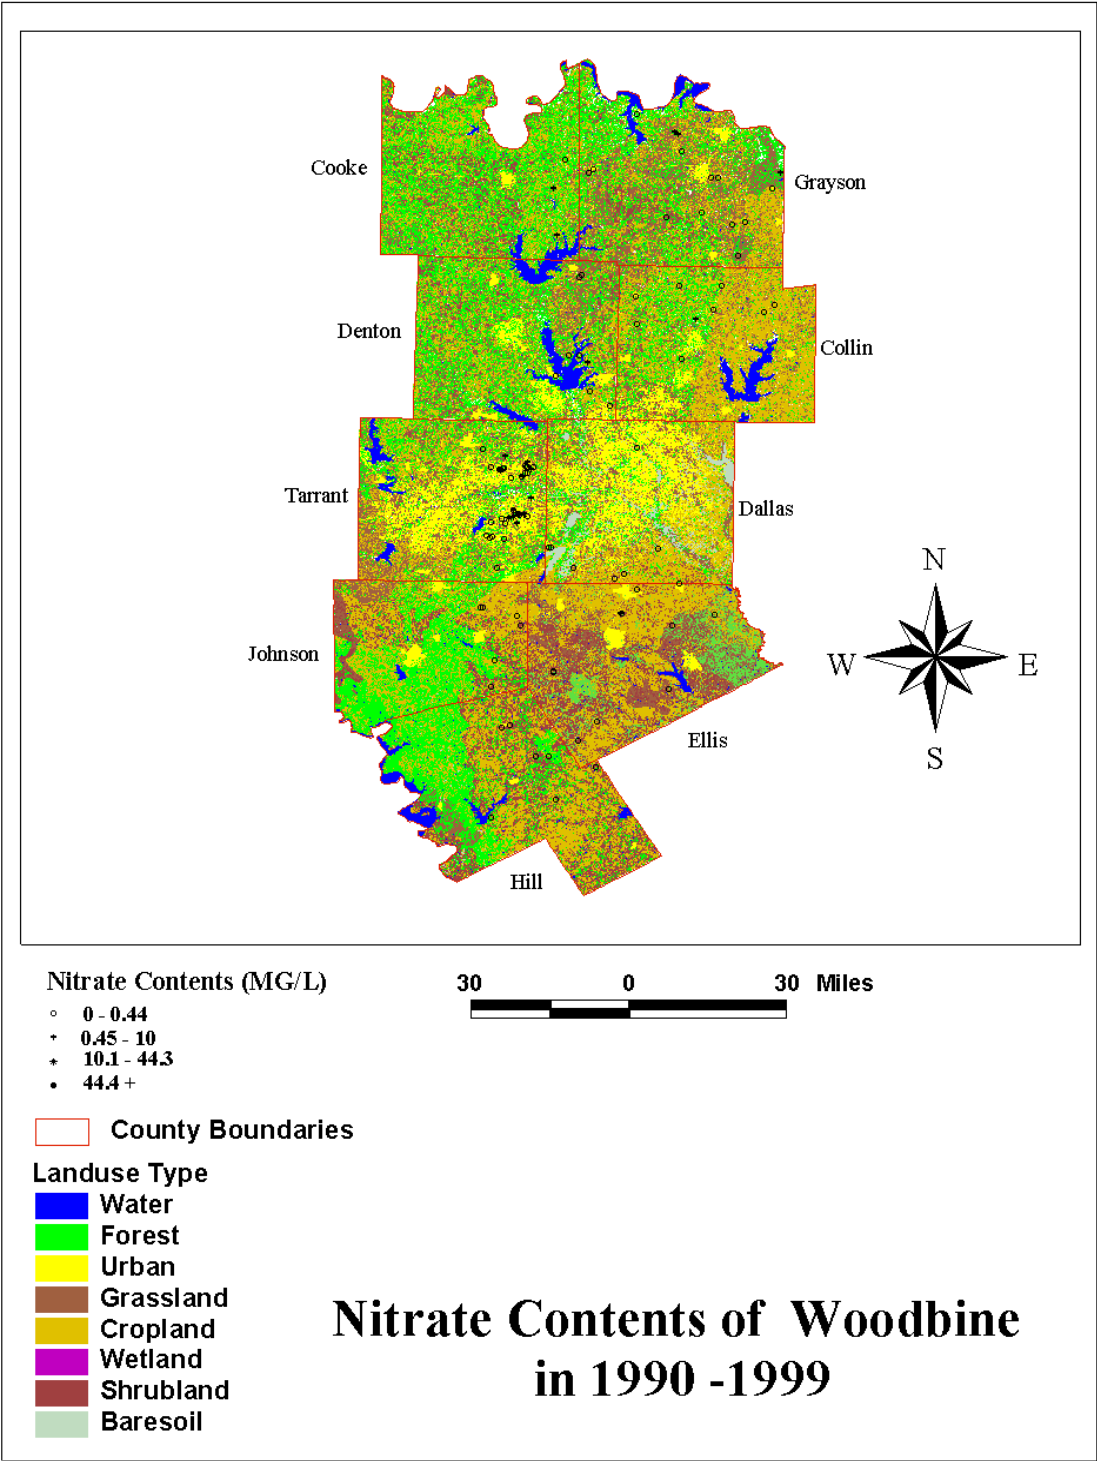 Cooke
Grayson
Denton
Collin
Tarrant
Dallas
Johnson
Ellis
Hill
N
W E
S
Nitrate Contents (MG/L)
0 - 0.44
0.45 - 10
10.1 - 44.3
44.4 +
30 0 30 Miles
County Boundaries
Landuse Type
Water
Forest
Urban
Grassland
Cropland
Wetland
Shrubland
Baresoil
Nitrate Contents of Woodbine
in 1990 -1999